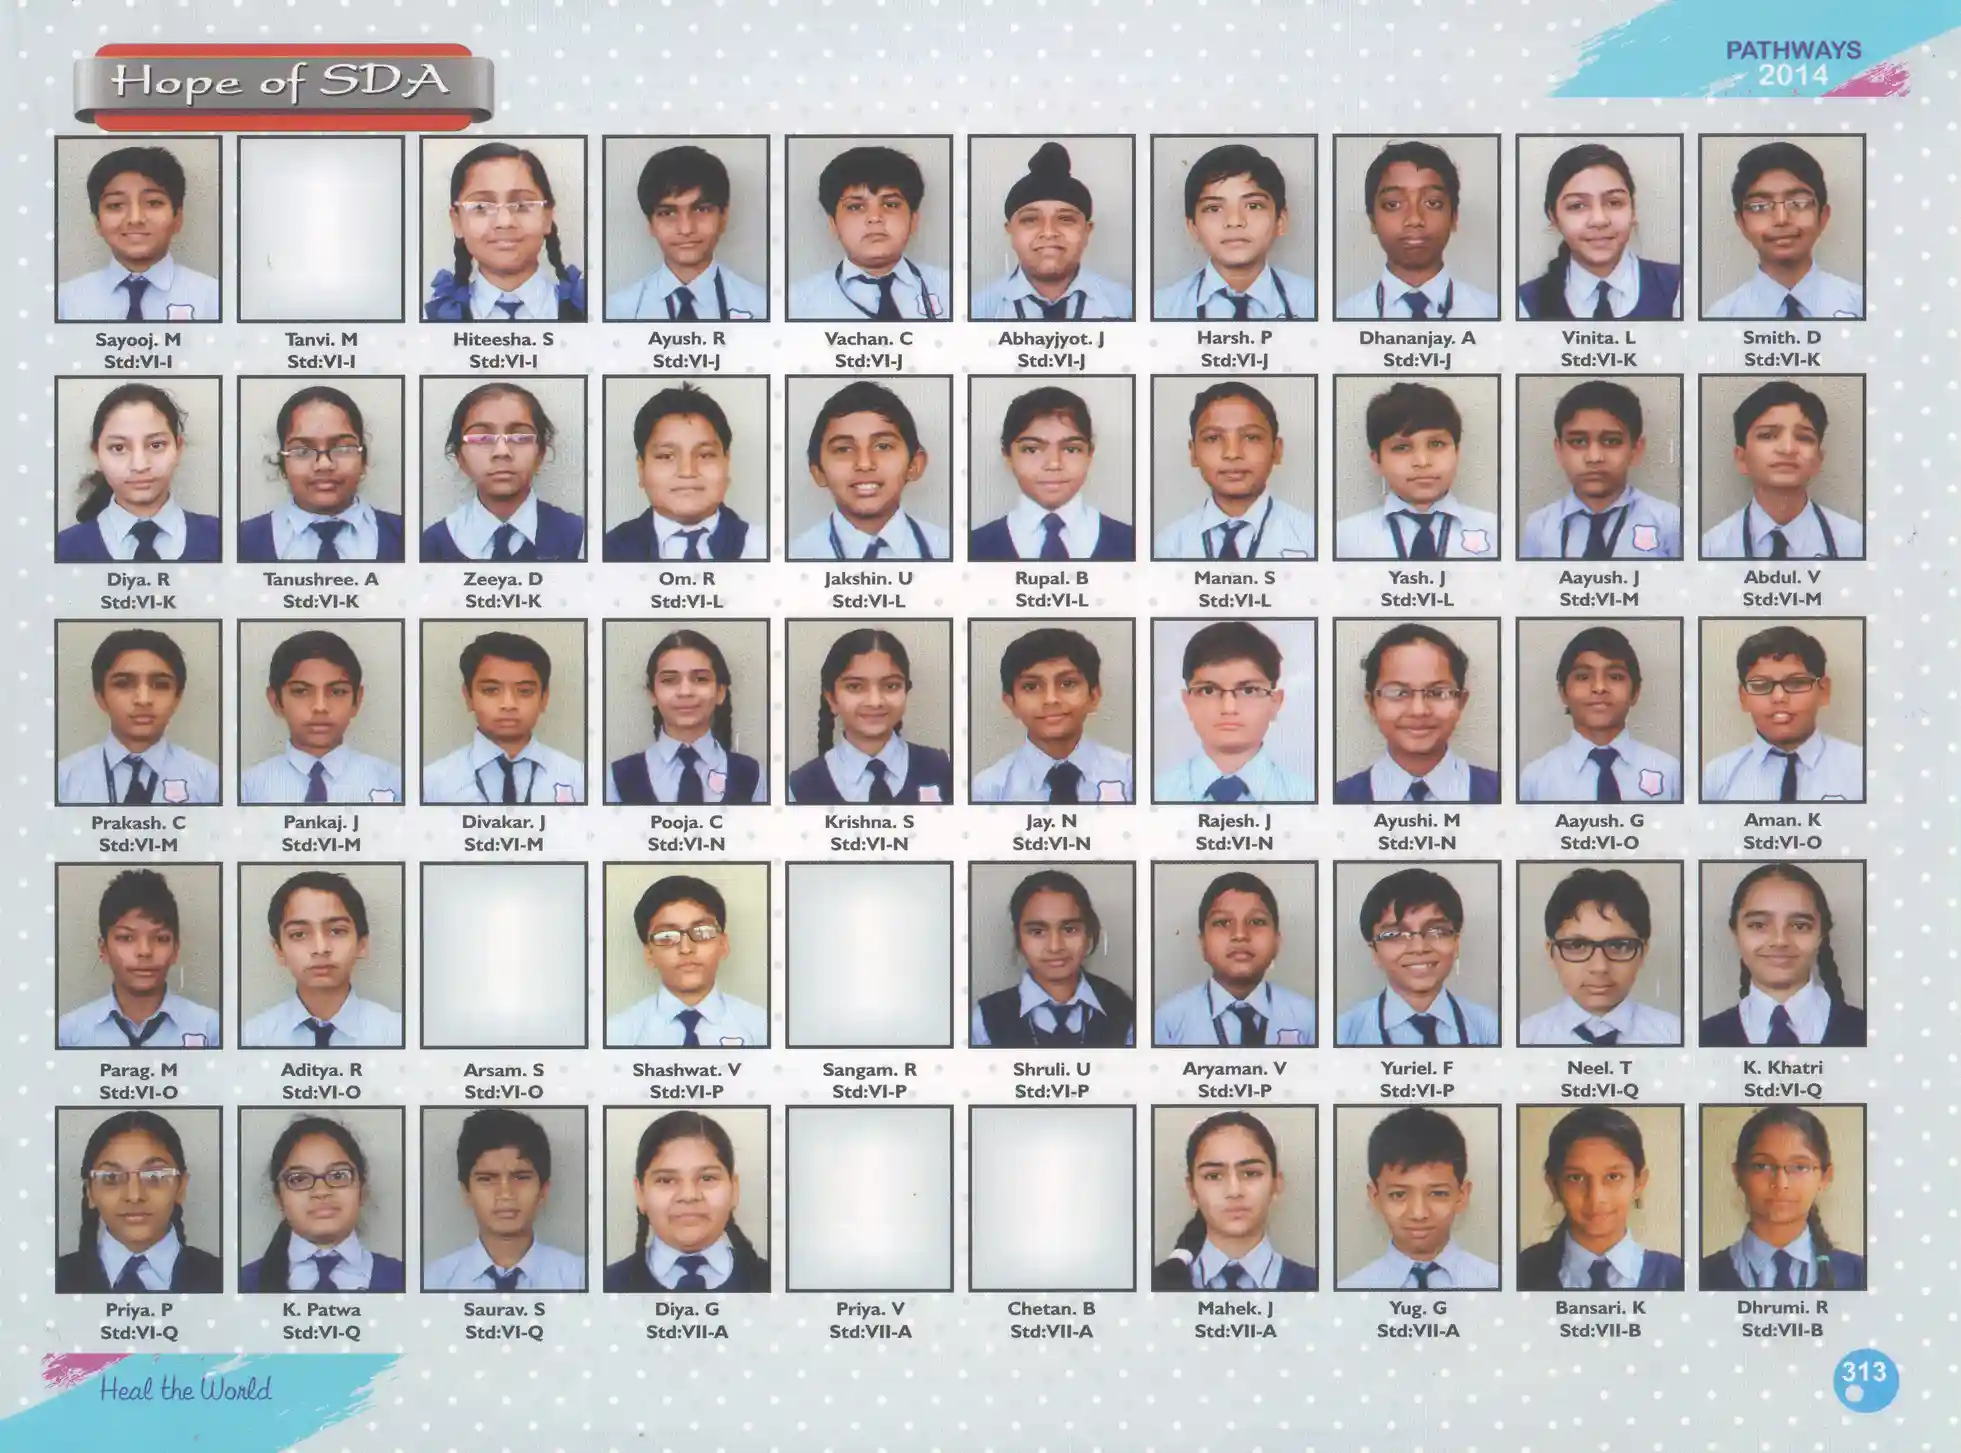 Hope of SDA
PATHWAYS
2014
Sayooj. M
Std:VI-I
Tanvi. M
Std:VI-I
Hiteesha. S
Std:VI-I
Ayush. R
Std:VI-J
Vachan. C
Std:VI-J
Abhayjyot. J
Std:VI-J
Harsh. P
Std:VI-J
Dhananjay. A
Std:VI-J
Vinita. L
Std:VI-K
Smith. D
Std:VI-K
Diya. R
Std:VI-K
Tanushree. A
Std:VI-K
Zeeya. D
Std:VI-K
Om. R
Std:VI-L
Jakshin. U
Std:VI-L
Rupal. B
Std:VI-L
Manan. S
Std:VI-L
Yash. J
Std:VI-L
Aayush. J
Std:VI-M
Abdul. V
Std:VI-M
Prakash. C
Std:VI-M
Pankaj. J
Std:VI-M
Divakar. J
Std:VI-M
Pooja. C
Std:VI-N
Krishna. S
Std:VI-N
Jay. N
Std:VI-N
Rajesh. J
Std:VI-N
Ayushi. M
Std:VI-N
Aayush. G
Std:VI-O
Aman. K
Std:VI-O
Parag. M
Std:VI-O
Aditya. R
Std:VI-O
Arsam. S
Std:VI-O
Shashwat. V
Std:VI-P
Sangam. R
Std:VI-P
Shruli. U
Std:VI-P
Aryaman. V
Std:VI-P
Yuriel. F
Std:VI-P
Neel. T
Std:VI-Q
K. Khatri
Std:VI-Q
Priya. P
Std:VI-Q
K. Patwa
Std:VI-Q
Saurav. S
Std:VI-Q
Diya. G
Std:VII-A
Priya. V
Std:VII-A
Chetan. B
Std:VII-A
Mahek. J
Std:VII-A
Yug. G
Std:VII-A
Bansari. K
Std:VII-B
Dhrumi. R
Std:VII-B
Heal the World
313